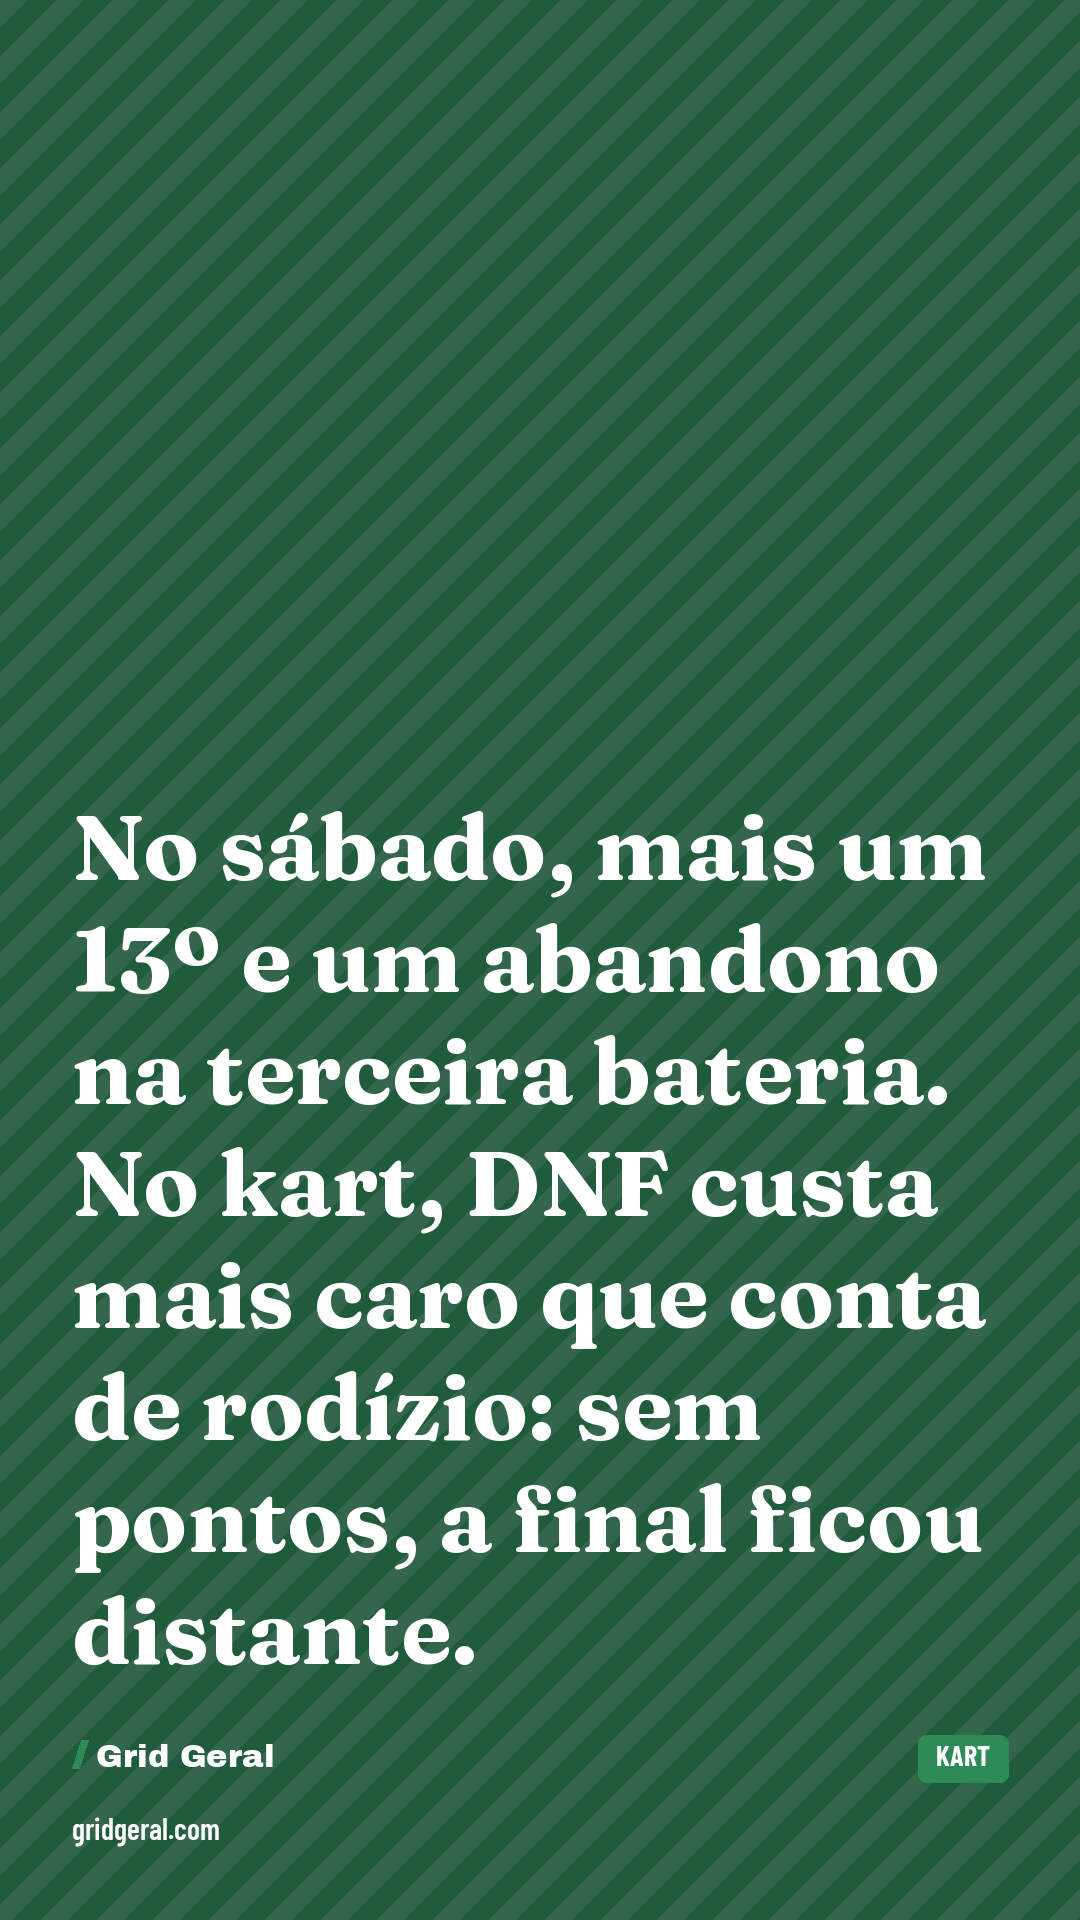 No sábado, mais um
13º e um abandono
na terceira bateria.
No kart, DNF custa
mais caro que conta
de rodízio: sem
pontos, a final ficou
distante.
/ Grid Geral
KART
gridgeral.com